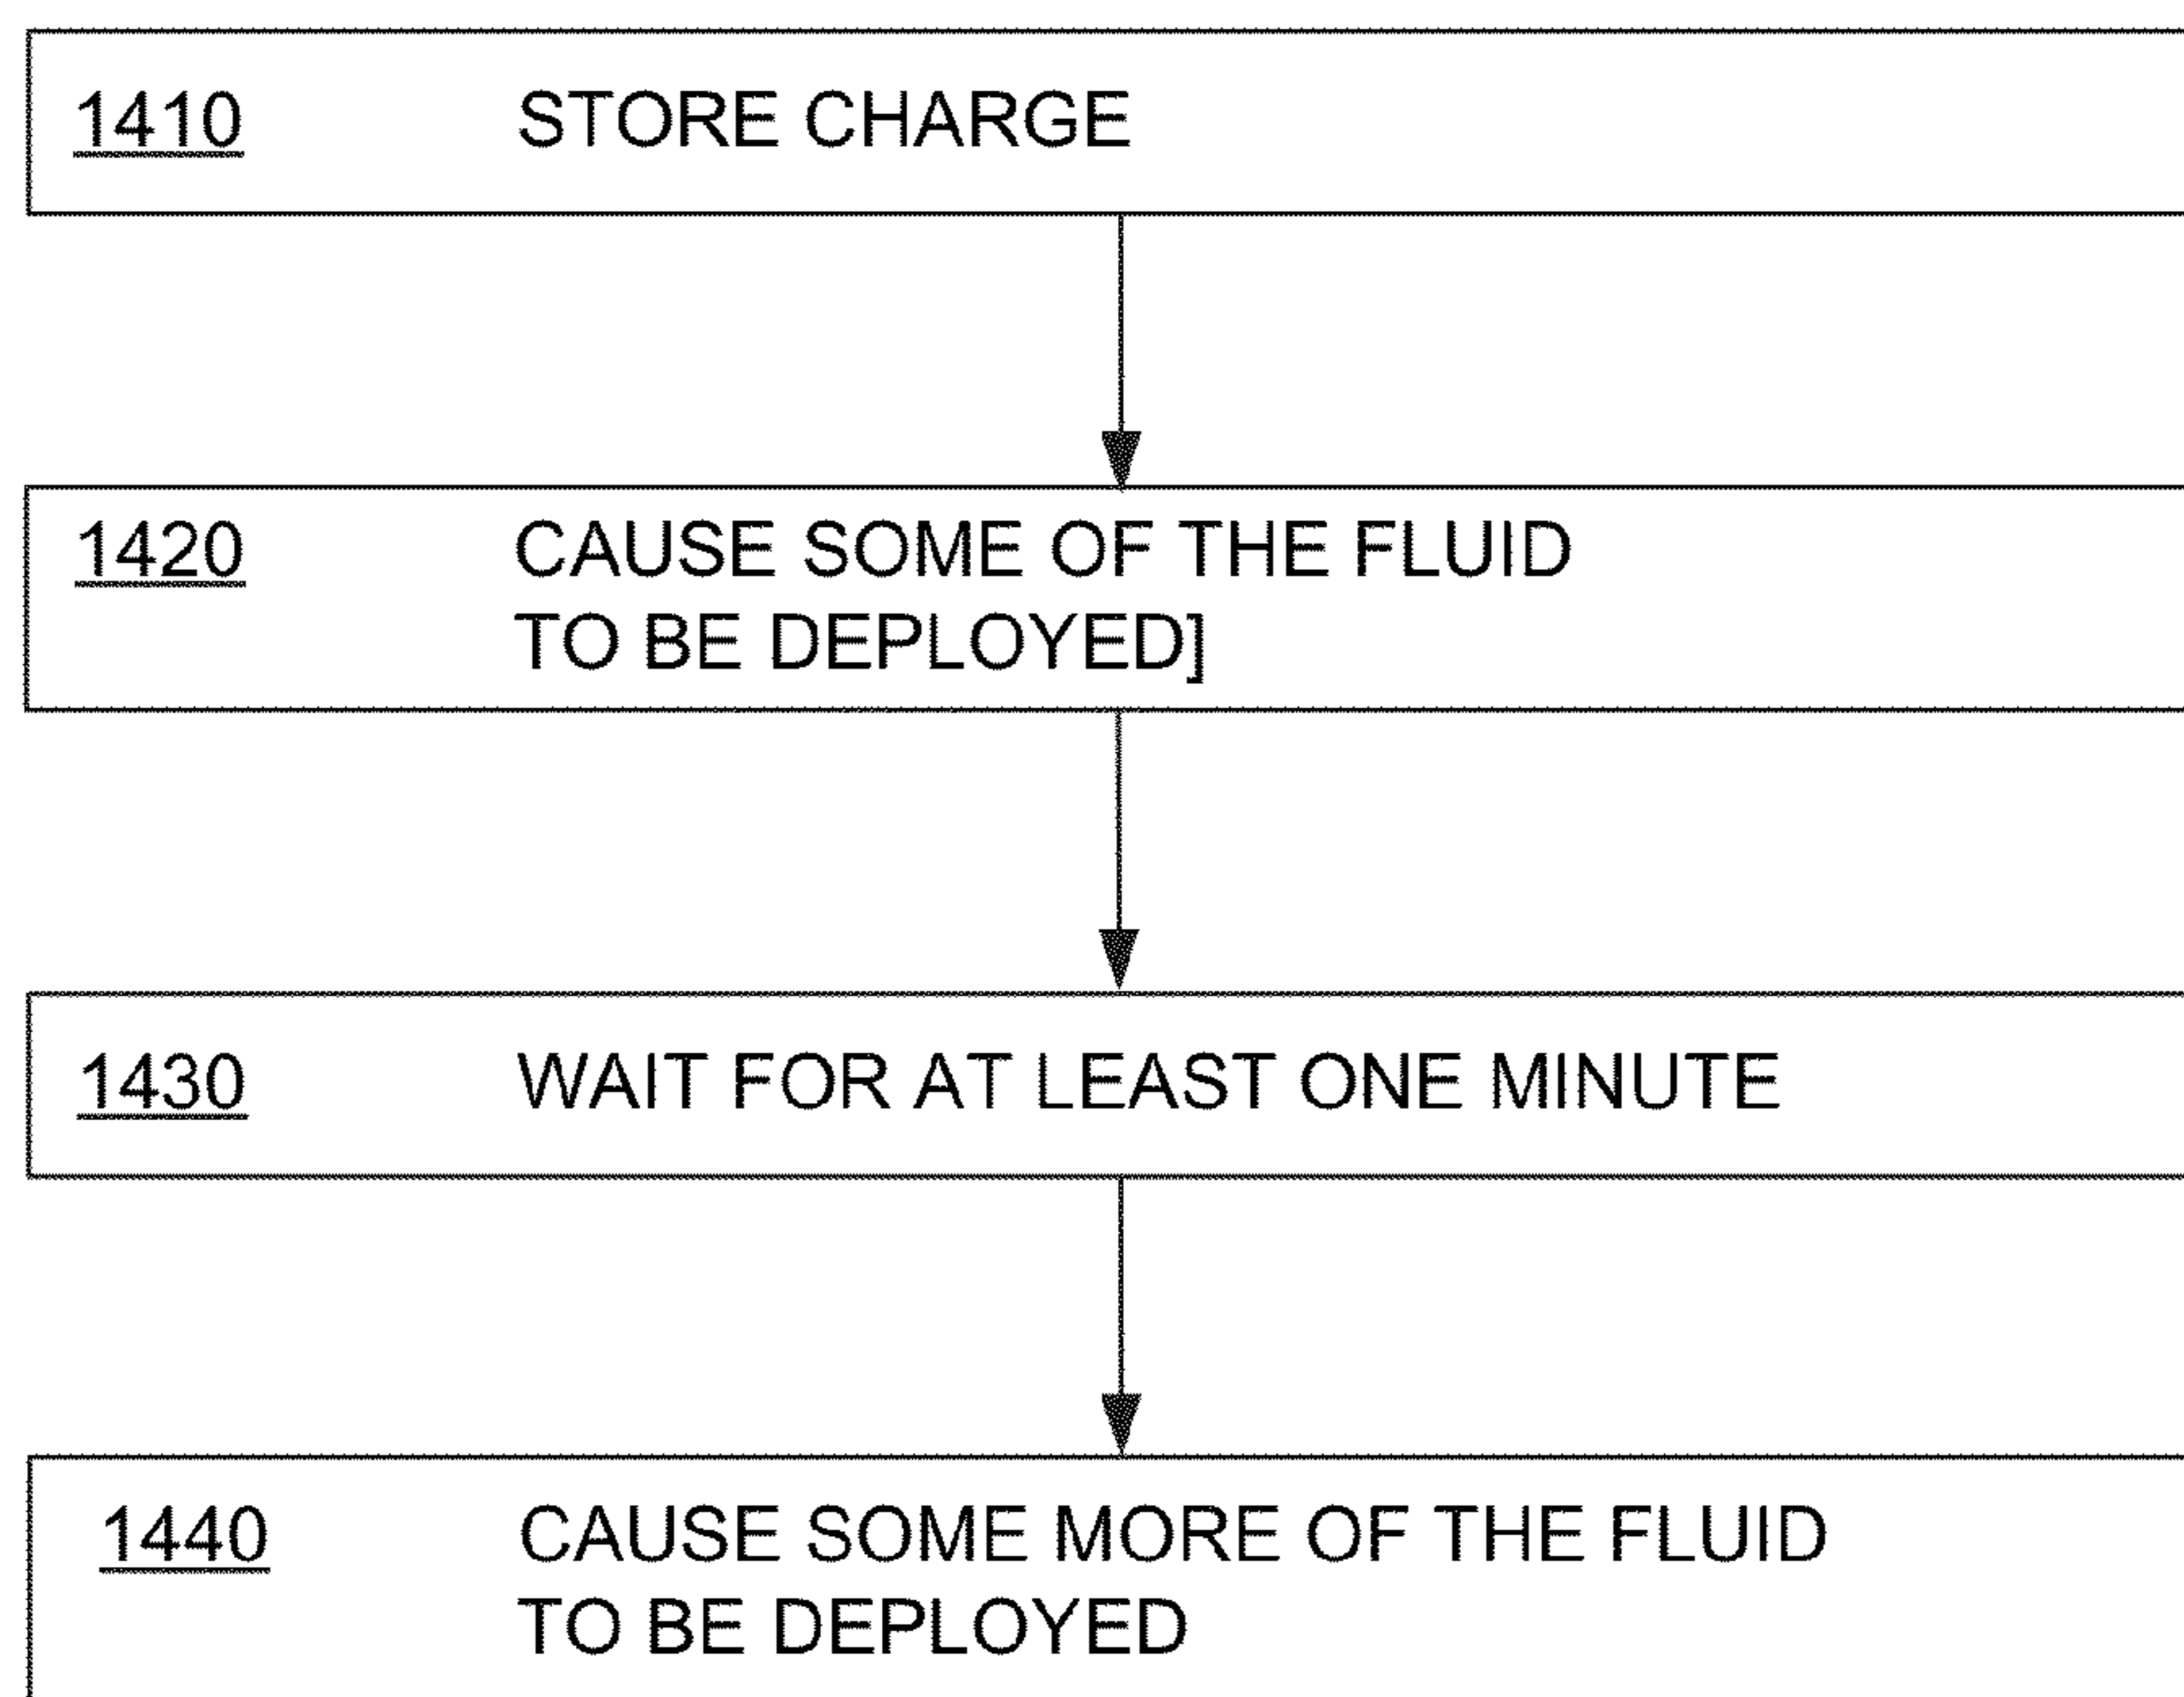 1410 STORE CHARGE
1420 CAUSE SOME OF THE FLUID
TO BE DEPLOYED]
1430 WAIT FOR AT LEAST ONE MINUTE
1440 CAUSE SOME MORE OF THE FLUID
TO BE DEPLOYED